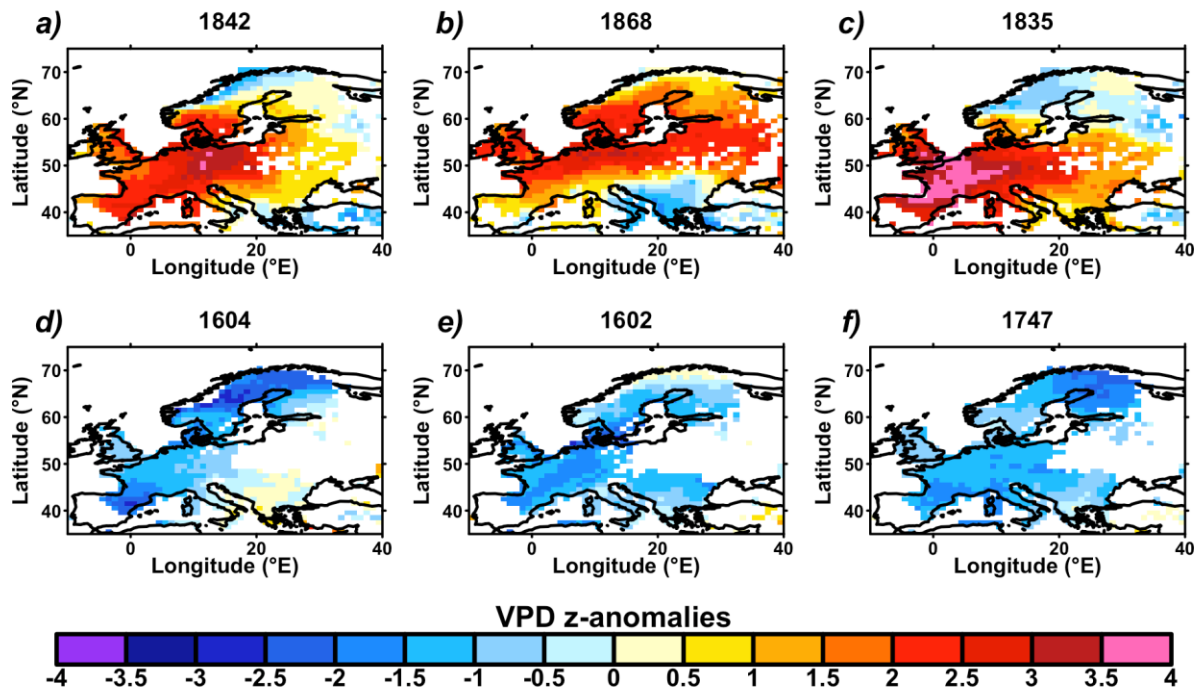 a) 1842
b) 1868
c) 1835
Latitude (°N)
70
60
50
40
0 20 40
Longitude (°E)
Latitude (°N)
70
60
50
40
0 20 40
Longitude (°E)
Latitude (°N)
70
60
50
40
0 20 40
Longitude (°E)
d) 1604
e) 1602
f) 1747
Latitude (°N)
70
60
50
40
0 20 40
Longitude (°E)
Latitude (°N)
70
60
50
40
0 20 40
Longitude (°E)
Latitude (°N)
70
60
50
40
0 20 40
Longitude (°E)
VPD z-anomalies
-4 -3.5 -3 -2.5 -2 -1.5 -1 -0.5 0 0.5 1 1.5 2 2.5 3 3.5 4